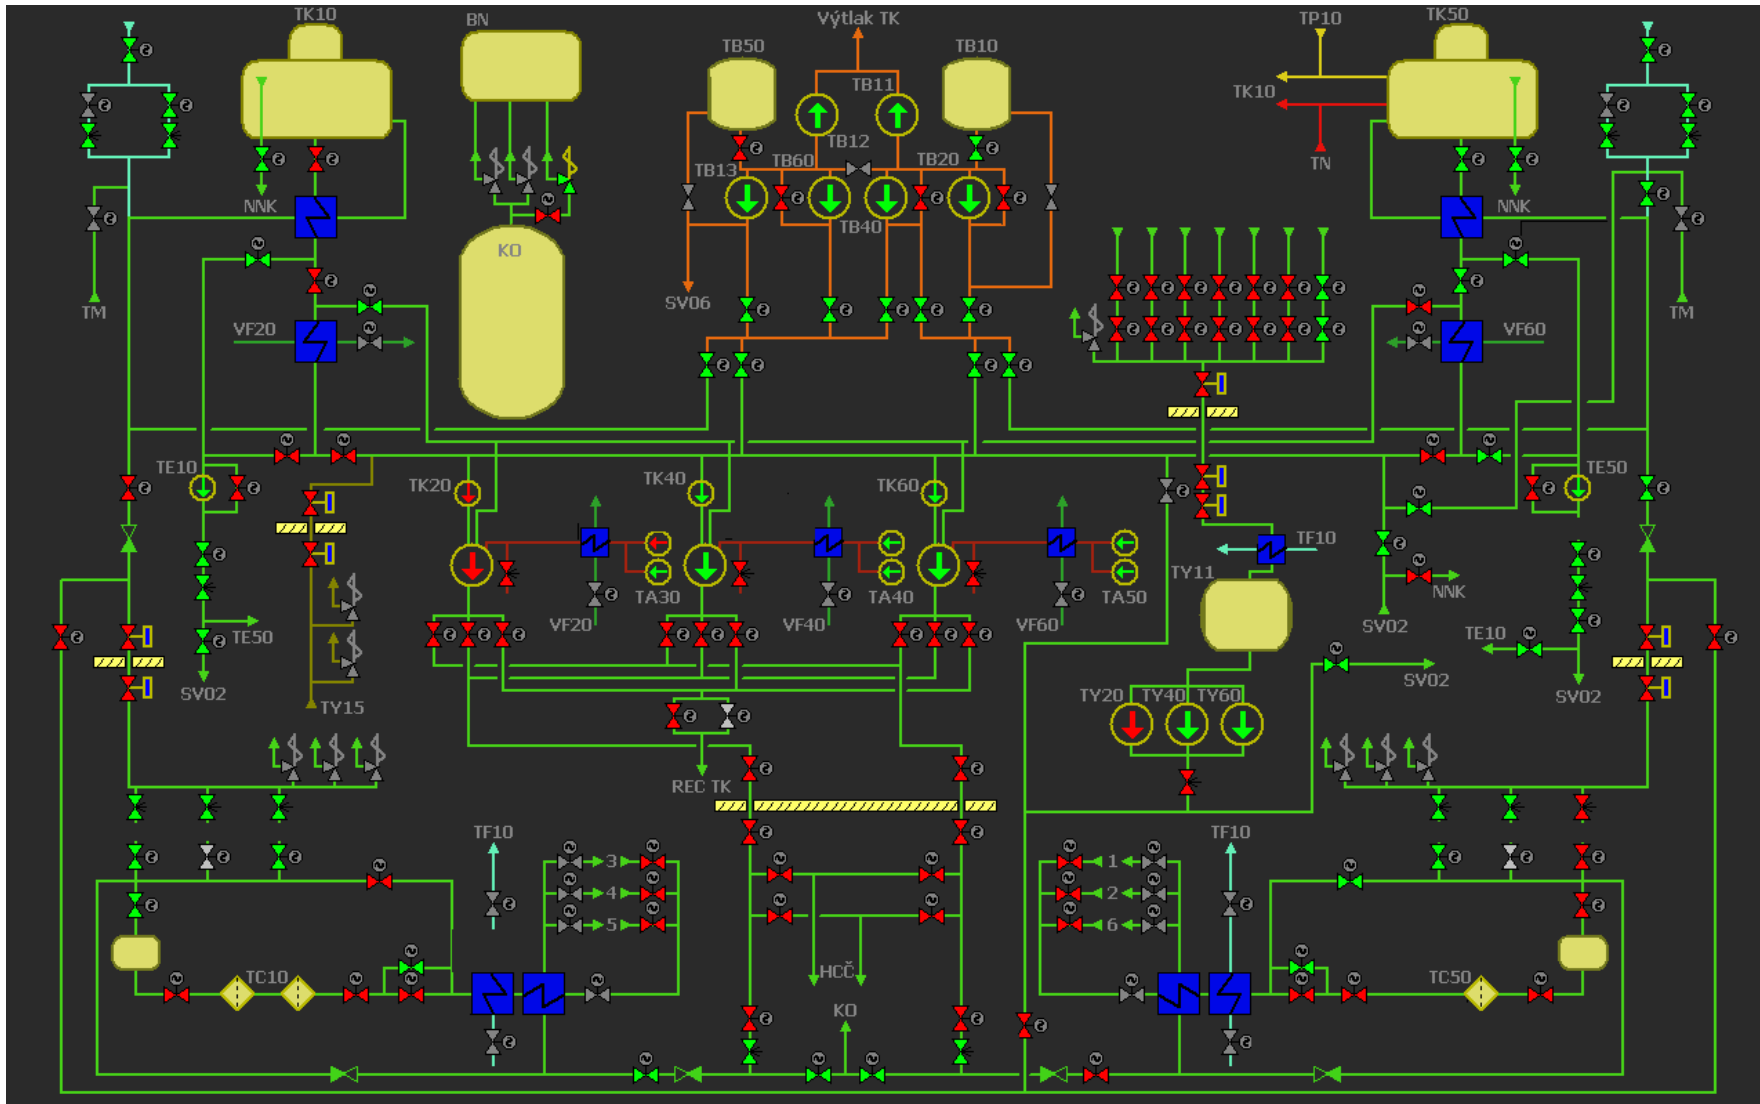 TK10
BN
Výtlak TK
TP10
TK50
TB50
TB10
TB11
TK10
TB12
TB13
TB60
TB20
TN
NNK
TB40
NNK
KO
SV06
TM
TM
VF20
VF60
TE10
TK20
TK40
TK60
TE50
TF10
TY11
TA30
TA40
TA50
NNK
VF20
VF40
VF60
SV02
TE50
TE10
SV02
TY15
TY20
TY40
TY60
SV02
SV02
REC TK
TF10
TF10
3
1
4
2
5
6
TC10
HCČ
TC50
KO